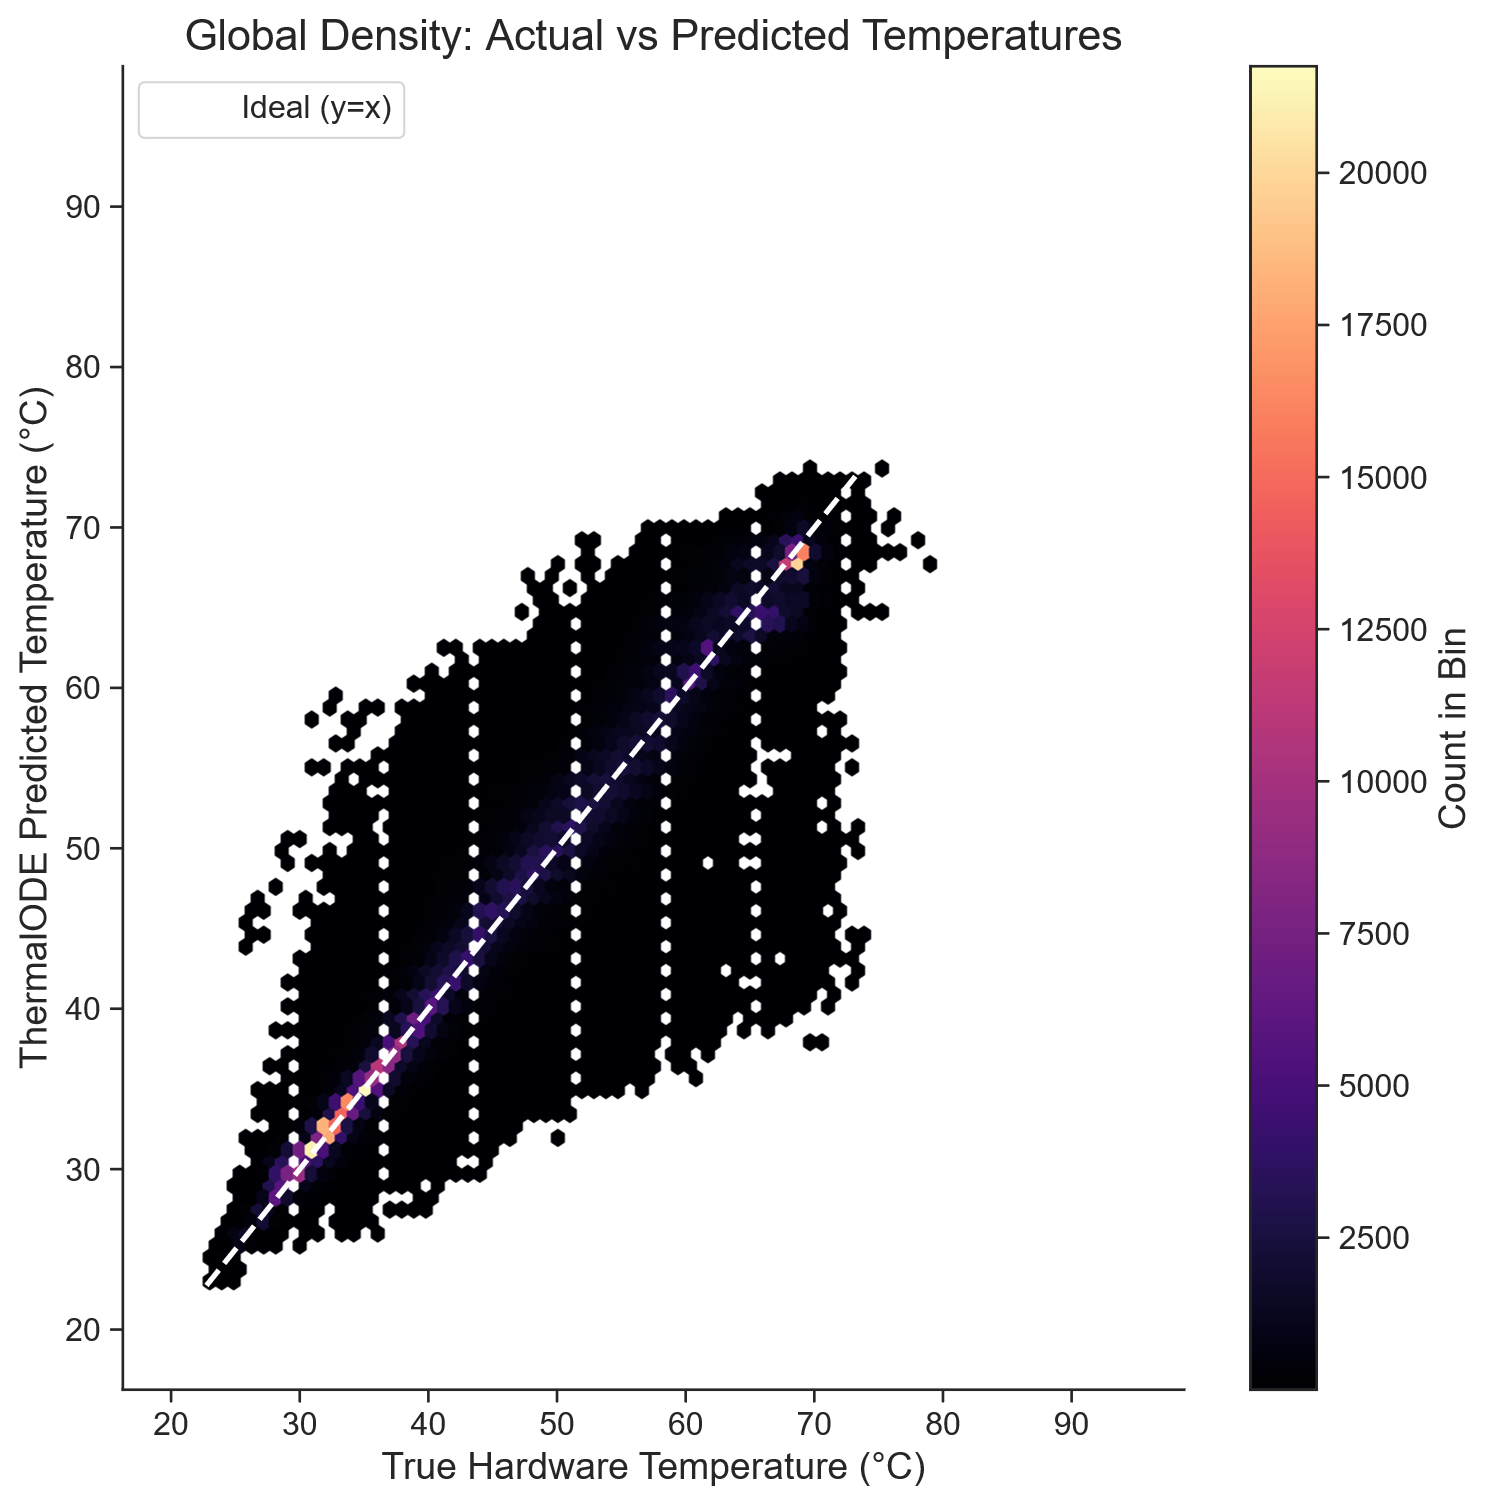 Global Density: Actual vs Predicted Temperatures
Ideal (y=x)
90
80
70
60
50
40
30
20
ThermalODE Predicted Temperature (°C)
20 30 40 50 60 70 80 90
True Hardware Temperature (°C)
20000
17500
15000
12500
10000
7500
5000
2500
Count in Bin